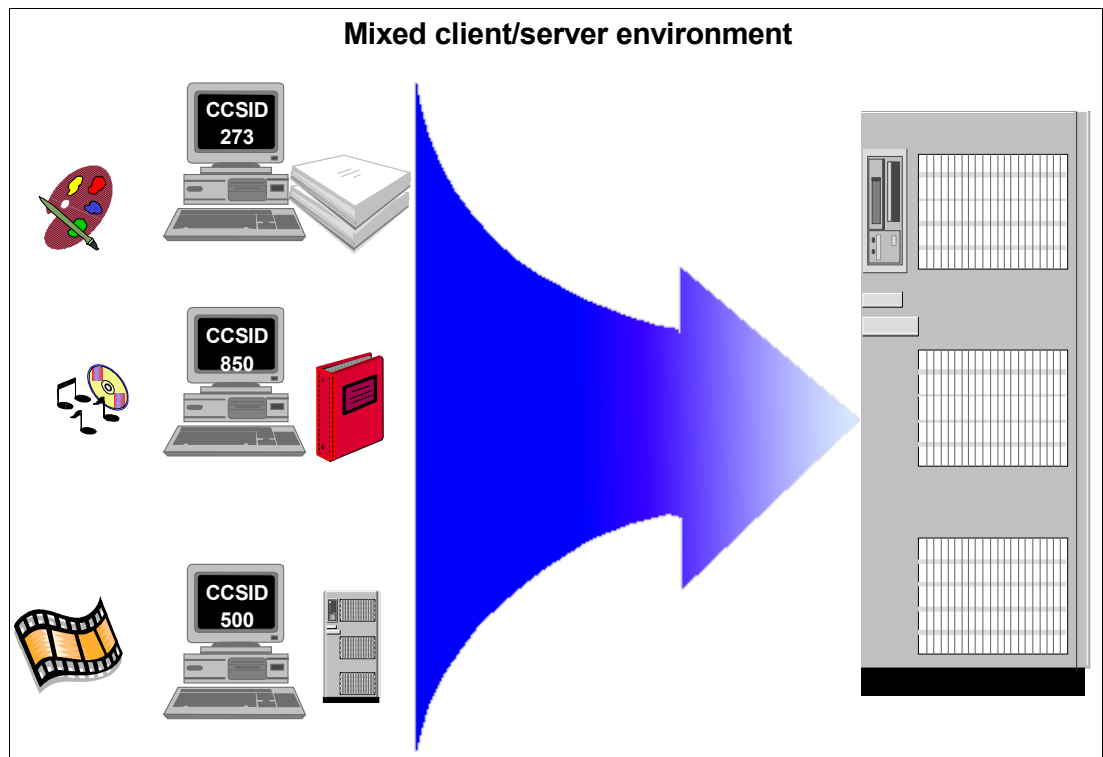 Mixed client/server environment
CCSID
273
CCSID
850
CCSID
500